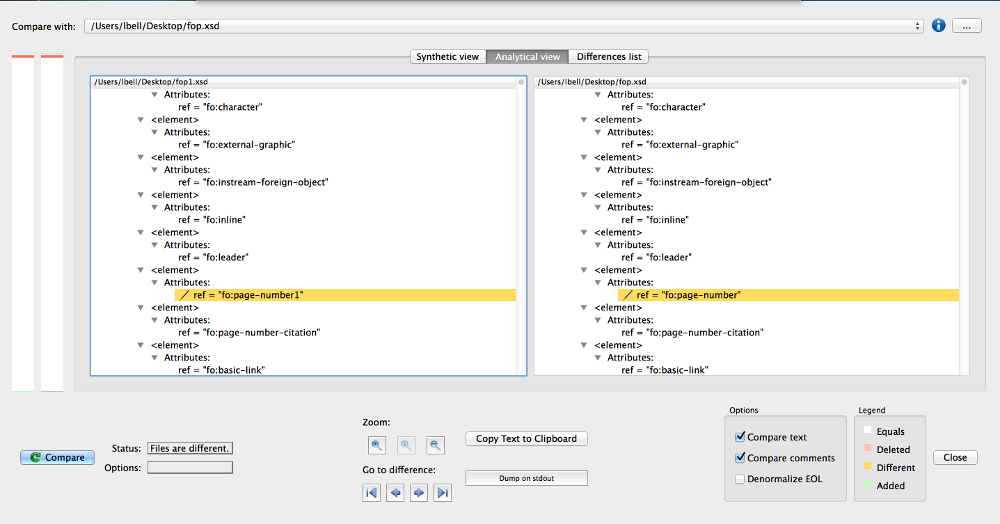 Compare with: /Users/lbell/Desktop/fop.xsd ...
Synthetic view Analytical view Differences list
/Users/lbell/Desktop/fop1.xsd
Attributes:
ref = "fo:character"
<element>
Attributes:
ref = "fo:external-graphic"
<element>
Attributes:
ref = "fo:instream-foreign-object"
<element>
Attributes:
ref = "fo:inline"
<element>
Attributes:
ref = "fo:leader"
<element>
Attributes:
ref = "fo:page-number1"
<element>
Attributes:
ref = "fo:page-number-citation"
<element>
Attributes:
ref = "fo:basic-link"
/Users/lbell/Desktop/fop.xsd
Attributes:
ref = "fo:character"
<element>
Attributes:
ref = "fo:external-graphic"
<element>
Attributes:
ref = "fo:instream-foreign-object"
<element>
Attributes:
ref = "fo:inline"
<element>
Attributes:
ref = "fo:leader"
<element>
Attributes:
ref = "fo:page-number"
<element>
Attributes:
ref = "fo:page-number-citation"
<element>
Attributes:
ref = "fo:basic-link"
Compare
Status: Files are different.
Options:
Zoom:
Go to difference:
Copy Text to Clipboard
Dump on stdout
Options
Compare text
Compare comments
Denormalize EOL
Legend
Equals
Deleted
Different
Added
Close